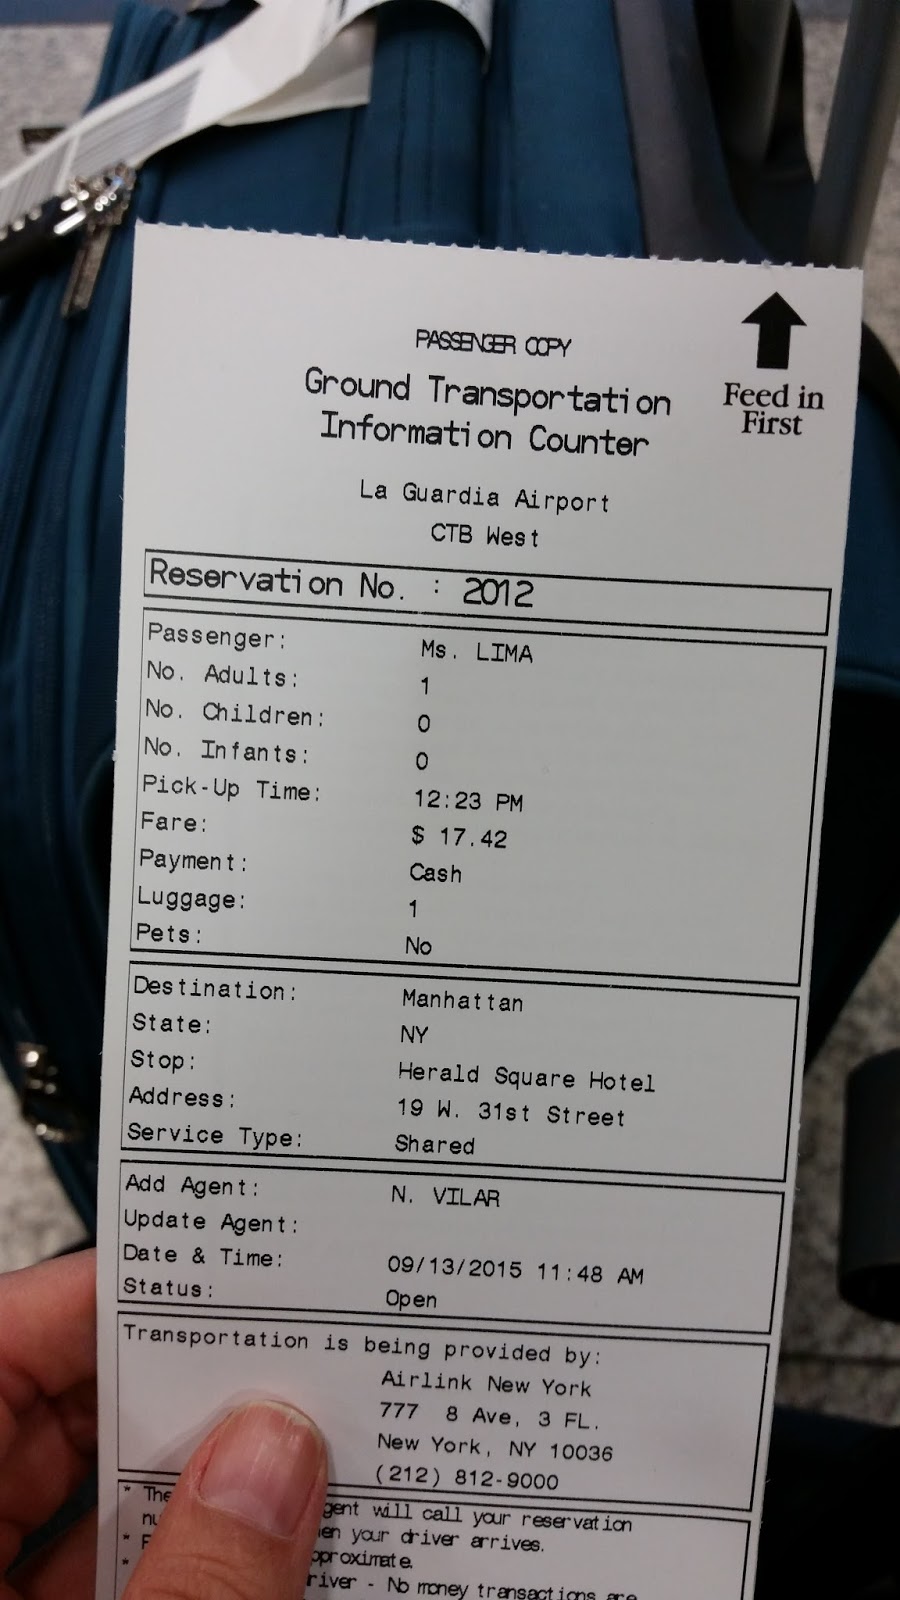 PASSENGER COPY
Ground Transportation
Information Counter
Feed in
First
La Guardia Airport
CTB West
Reservation No. : 2012
Passenger: Ms. LIMA
No. Adults: 1
No. Children: 0
No. Infants: 0
Pick-Up Time: 12:23 PM
Fare: $ 17.42
Payment: Cash
Luggage: 1
Pets: No
Destination: Manhattan
State: NY
Stop: Herald Square Hotel
Address: 19 W. 31st Street
Service Type: Shared
Add Agent: N. VILAR
Update Agent:
Date & Time: 09/13/2015 11:48 AM
Status: Open
Transportation is being provided by:
Airlink New York
777 8 Ave, 3 FL.
New York, NY 10036
(212) 812-9000
* The will call your reservation
your driver arrives.
*
* No money transactions are